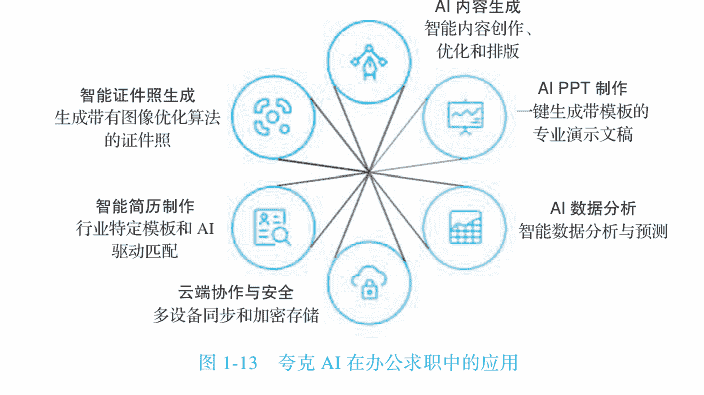 AI 内容生成
智能内容创作、
优化和排版
智能证件照生成
生成带有图像优化算法
的证件照
AI PPT 制作
一键生成带模板的
专业演示文稿
智能简历制作
行业特定模板和 AI
驱动匹配
AI 数据分析
智能数据分析与预测
云端协作与安全
多设备同步和加密存储
图 1-13 夸克 AI 在办公求职中的应用